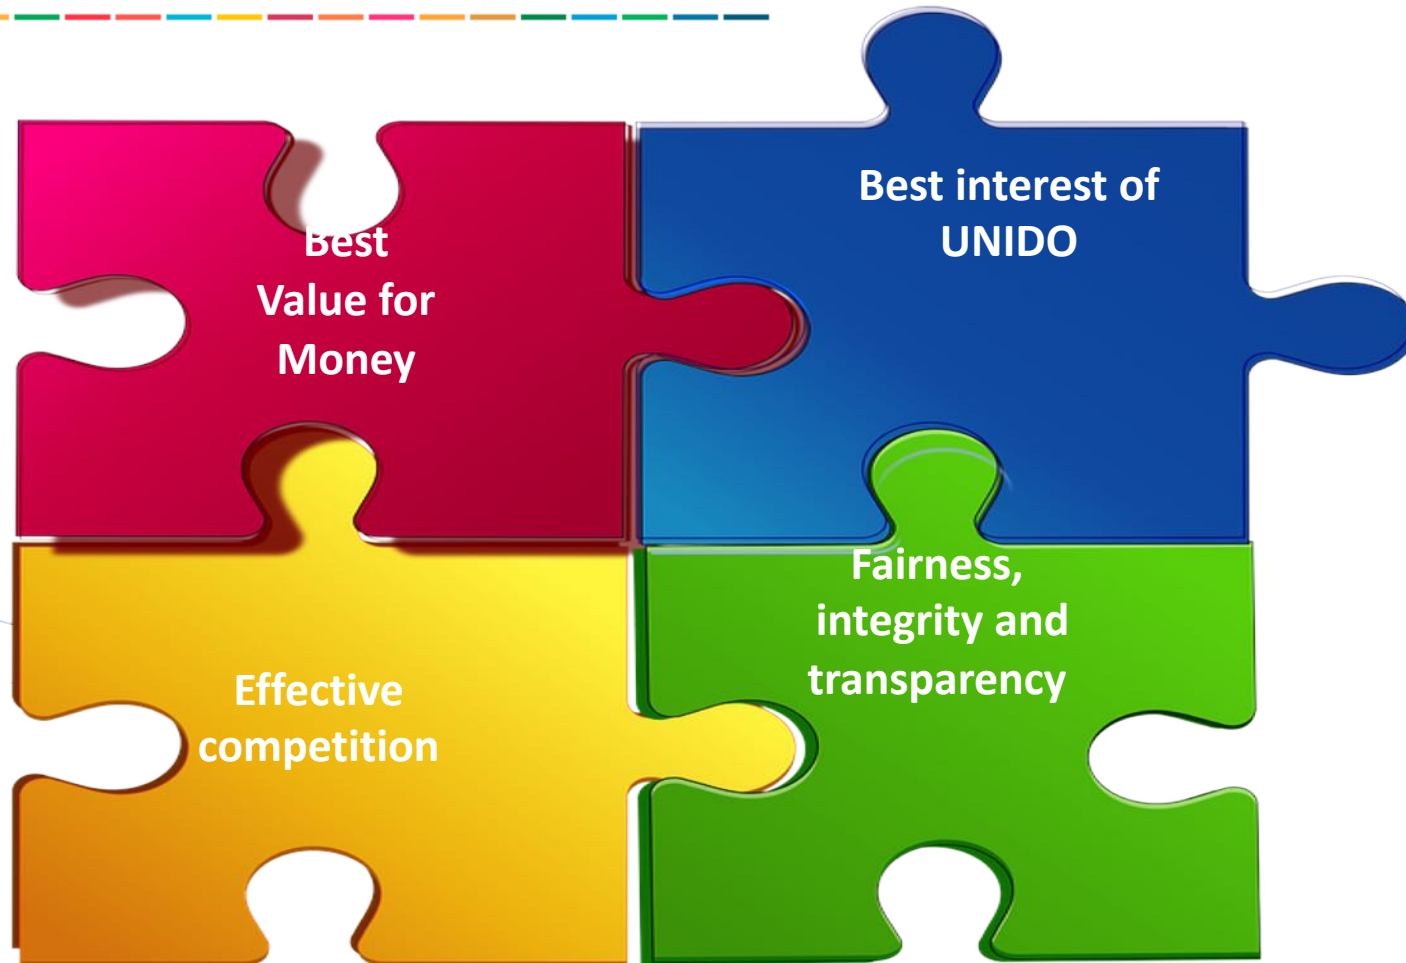 Best
Value for
Money
Best interest of
UNIDO
Effective
competition
Fairness,
integrity and
transparency